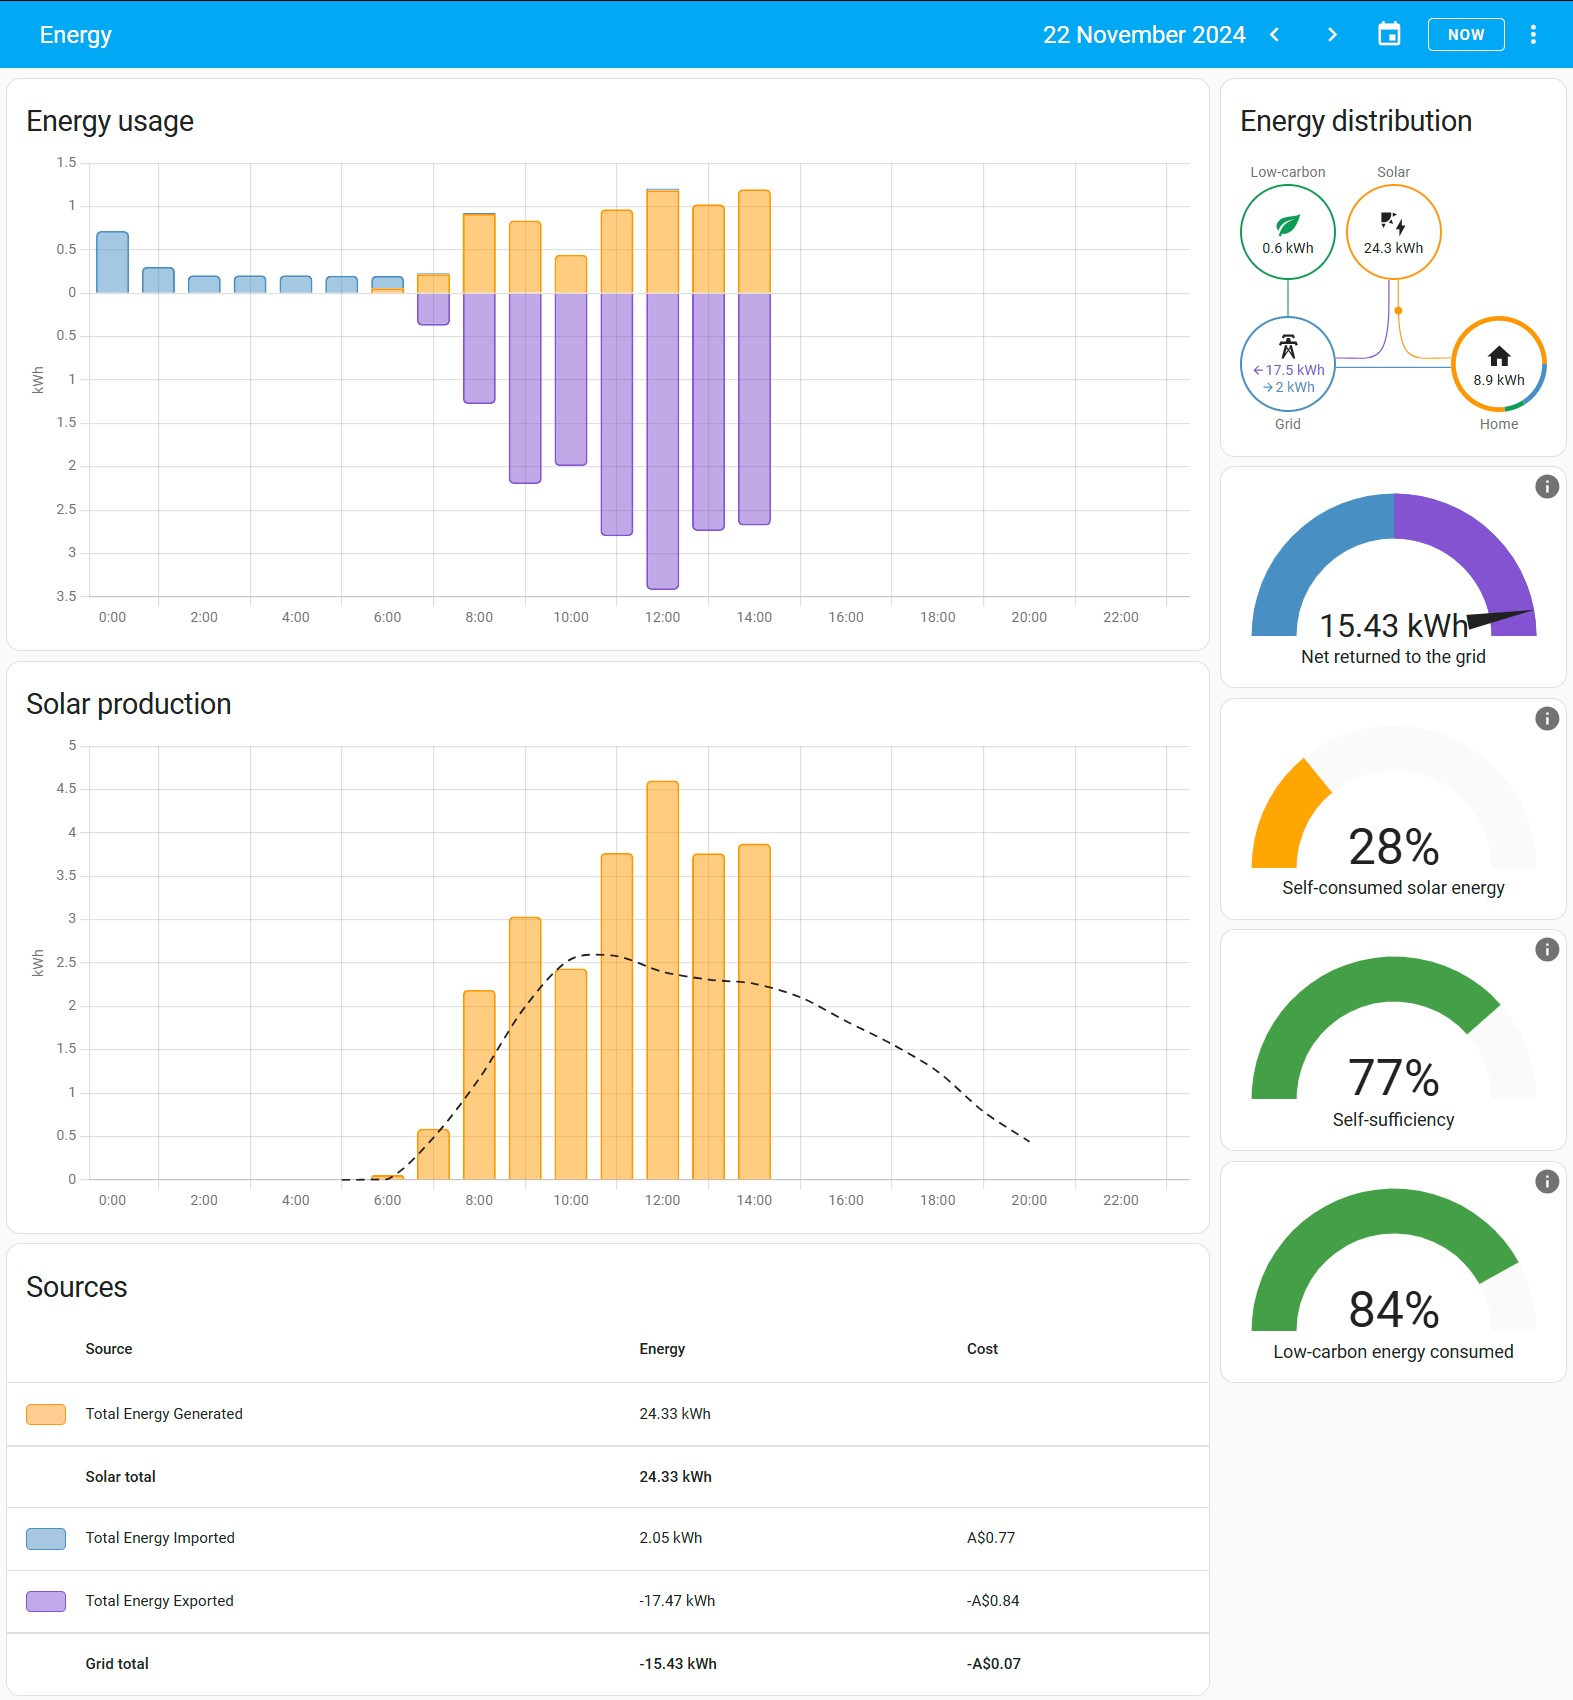 Energy
22 November 2024
NOW
Energy usage
1.5
1
0.5
0
0.5
1
1.5
2
2.5
3
3.5
kWh
0:00 2:00 4:00 6:00 8:00 10:00 12:00 14:00 16:00 18:00 20:00 22:00
Solar production
5
4.5
4
3.5
3
2.5
2
1.5
1
0.5
0
kWh
0:00 2:00 4:00 6:00 8:00 10:00 12:00 14:00 16:00 18:00 20:00 22:00
Sources
Source Energy Cost
Total Energy Generated 24.33 kWh
Solar total 24.33 kWh
Total Energy Imported 2.05 kWh A$0.77
Total Energy Exported -17.47 kWh -A$0.84
Grid total -15.43 kWh -A$0.07
Energy distribution
Low-carbon Solar
0.6 kWh 24.3 kWh
←17.5 kWh
→2 kWh
8.9 kWh
Grid Home
15.43 kWh
Net returned to the grid
28%
Self-consumed solar energy
77%
Self-sufficiency
84%
Low-carbon energy consumed